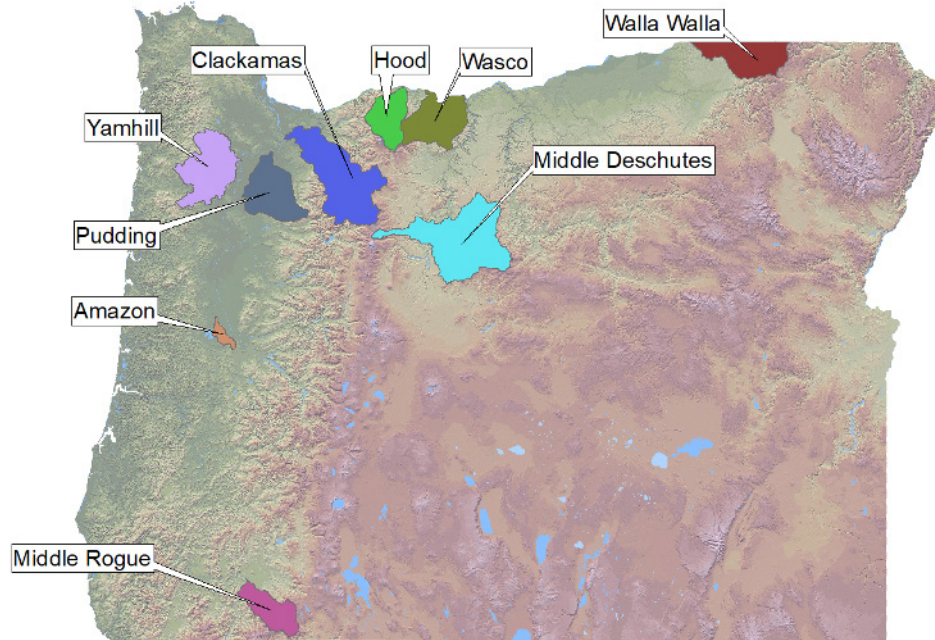 Walla Walla
Clackamas
Hood
Wasco
Yamhill
Middle Deschutes
Pudding
Amazon
Middle Rogue